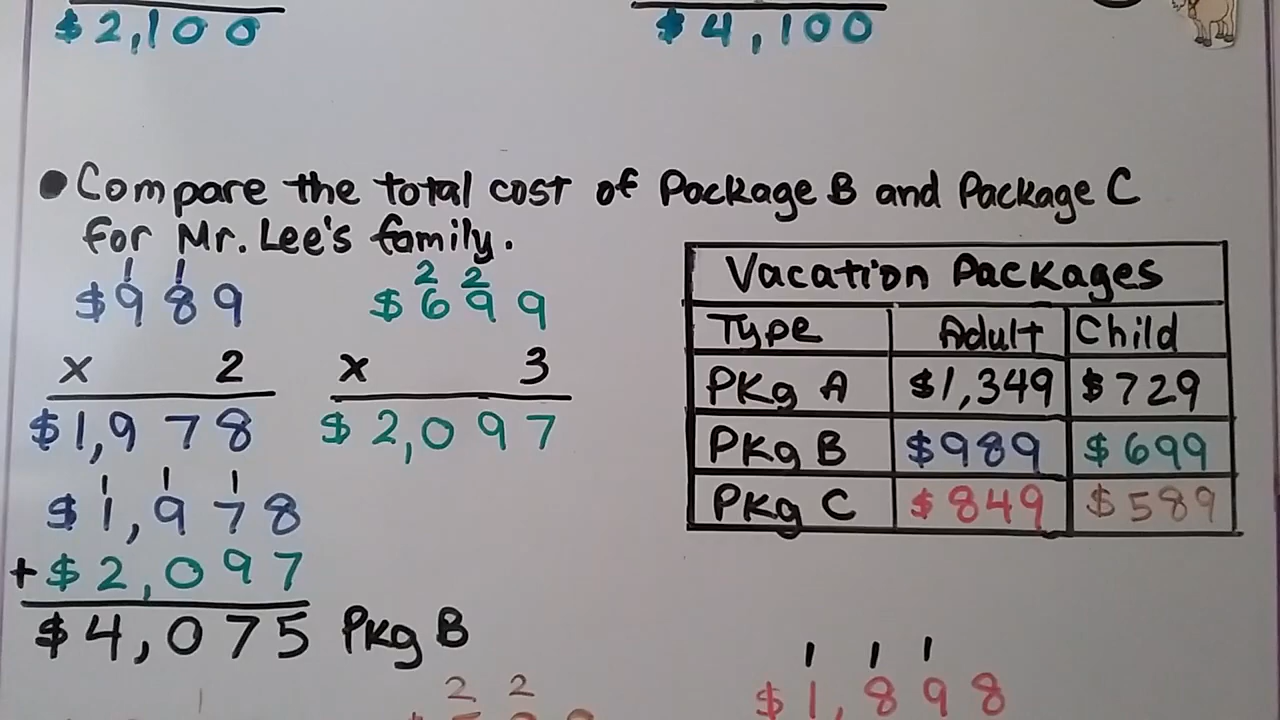 $2,100 $4,100
• Compare the total cost of Package B and Package C
for Mr. Lee's family.
1 1
$989
x 2
$1,978
2 2
$699
x 3
$2,097
1 1 1
$1,978
+ $2,097
$4,075 Pkg B
Vacation Packages
Type Adult Child
PKg A $1,349 $729
PKg B $989 $699
PKg C $849 $589
2 2
1 1 1
$1,898